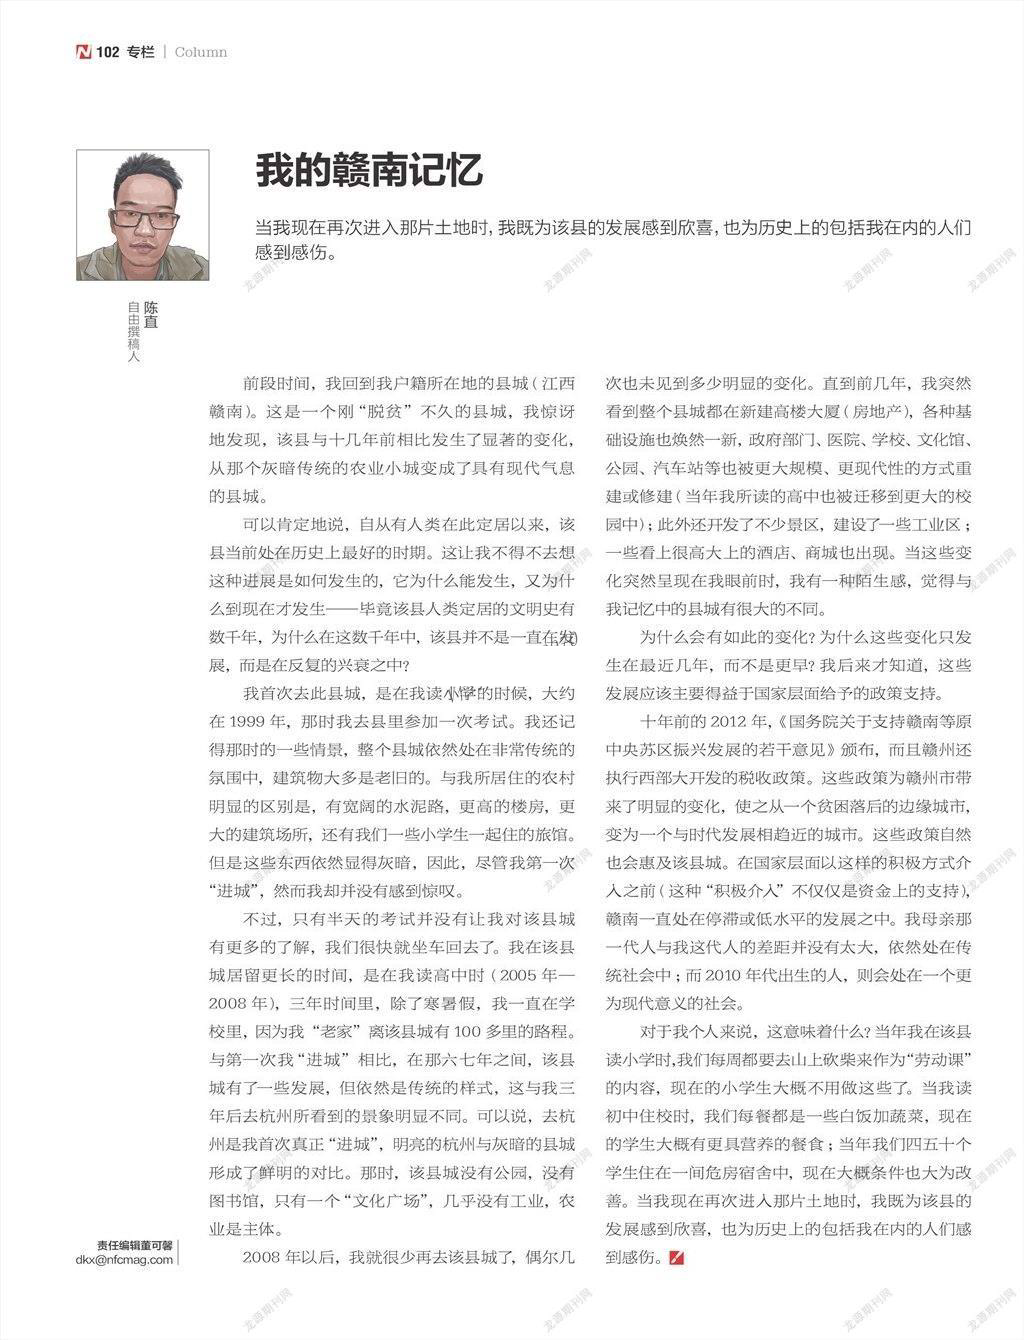 102 专栏 | Column
我的赣南记忆
当我现在再次进入那片土地时，我既为该县的发展感到欣喜，也为历史上的包括我在内的人们
感到感伤。
陈直
自由撰稿人
前段时间，我回到我户籍所在地的县城（江西
赣南）。这是一个刚“脱贫”不久的县城，我惊讶
地发现，该县与十几年前相比发生了显著的变化，
从那个灰暗传统的农业小城变成了具有现代气息
的县城。
可以肯定地说，自从有人类在此定居以来，该
县当前处在历史上最好的时期。这让我不得不去想
这种进展是如何发生的，它为什么能发生，又为什
么到现在才发生——毕竟该县人类定居的文明史有
数千年，为什么在这数千年中，该县并不是一直在发
展，而是在反复的兴衰之中？
我首次去此县城，是在我读小学的时候，大约
在 1999 年，那时我去县里参加一次考试。我还记
得那时的一些情景，整个县城依然处在非常传统的
氛围中，建筑物大多是老旧的。与我所居住的农村
明显的区别是，有宽阔的水泥路，更高的楼房，更
大的建筑场所，还有我们一些小学生一起住的旅馆。
但是这些东西依然显得灰暗，因此，尽管我第一次
“进城”，然而我却并没有感到惊叹。
不过，只有半天的考试并没有让我对该县城
有更多的了解，我们很快就坐车回去了。我在该县
城居留更长的时间，是在我读高中时（2005 年—
2008 年），三年时间里，除了寒暑假，我一直在学
校里，因为我“老家”离该县城有 100 多里的路程。
与第一次我“进城”相比，在那六七年之间，该县
城有了一些发展，但依然是传统的样式，这与我三
年后去杭州所看到的景象明显不同。可以说，去杭
州是我首次真正“进城”，明亮的杭州与灰暗的县城
形成了鲜明的对比。那时，该县城没有公园，没有
图书馆，只有一个“文化广场”，几乎没有工业，农
业是主体。
2008 年以后，我就很少再去该县城了，偶尔几
次也未见到多少明显的变化。直到前几年，我突然
看到整个县城都在新建高楼大厦（房地产），各种基
础设施也焕然一新，政府部门、医院、学校、文化馆、
公园、汽车站等也被更大规模、更现代性的方式重
建或修建（当年我所读的高中也被迁移到更大的校
园中）；此外还开发了不少景区，建设了一些工业区；
一些看上很高大上的酒店、商城也出现。当这些变
化突然呈现在我眼前时，我有一种陌生感，觉得与
我记忆中的县城有很大的不同。
为什么会有如此的变化？为什么这些变化只发
生在最近几年，而不是更早？我后来才知道，这些
发展应该主要得益于国家层面给予的政策支持。
十年前的 2012 年，《国务院关于支持赣南等原
中央苏区振兴发展的若干意见》颁布，而且赣州还
执行西部大开发的税收政策。这些政策为赣州市带
来了明显的变化，使之从一个贫困落后的边缘城市，
变为一个与时代发展相趋近的城市。这些政策自然
也会惠及该县城。在国家层面以这样的积极方式介
入之前（这种“积极介入”不仅仅是资金上的支持），
赣南一直处在停滞或低水平的发展之中。我母亲那
一代人与我这代人的差距并没有太大，依然处在传
统社会中；而 2010 年代出生的人，则会处在一个更
为现代意义的社会。
对于我个人来说，这意味着什么？当年我在该县
读小学时，我们每周都要去山上砍柴来作为“劳动课”
的内容，现在的小学生大概不用做这些了。当我读
初中住校时，我们每餐都是一些白饭加蔬菜，现在
的学生大概有更具营养的餐食；当年我们四五十个
学生住在一间危房宿舍中，现在大概条件也大为改
善。当我现在再次进入那片土地时，我既为该县的
发展感到欣喜，也为历史上的包括我在内的人们感
到感伤。
责任编辑董可馨
dkx@nfcmag.com
龙源期刊网